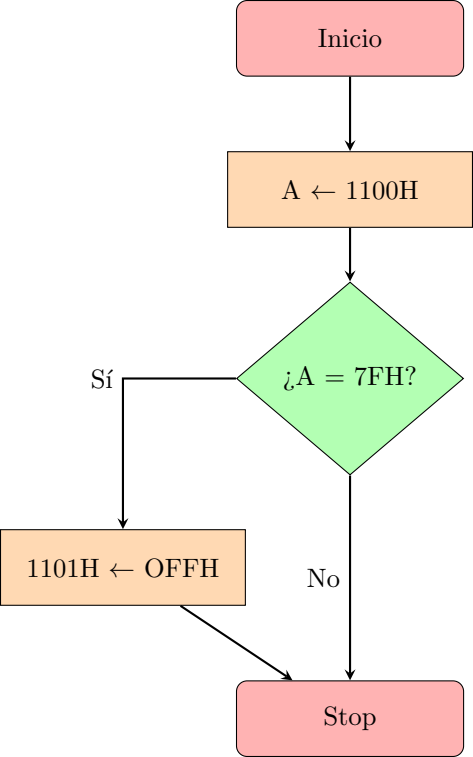 Inicio
A ← 1100H
>A = 7FH?
Sí
1101H ← OFFH
No
Stop